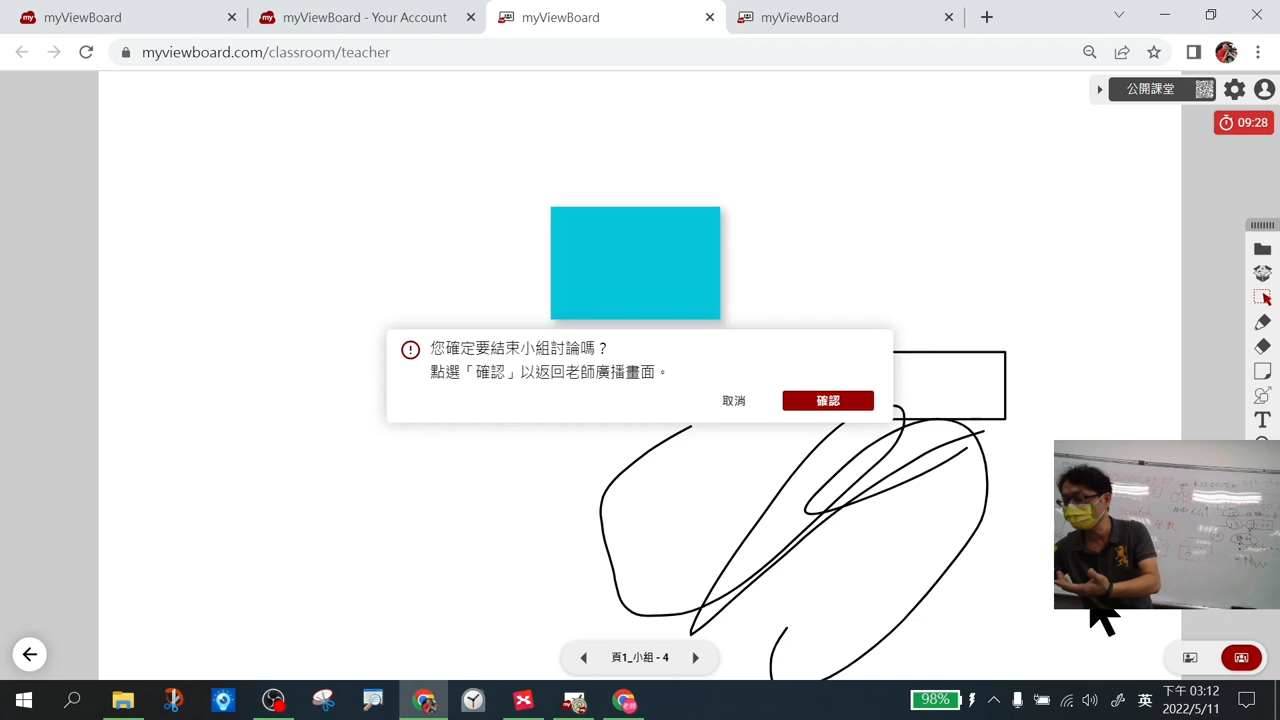 myViewBoard
myViewBoard - Your Account
myViewBoard
myViewBoard
myviewboard.com/classroom/teacher
公開課堂
09:28
您確定要結束小組討論嗎？
點選「確認」以返回老師廣播畫面。
取消
確認
頁1_小組 - 4
Scratch
98%
英
下午 03:12
2022/5/11